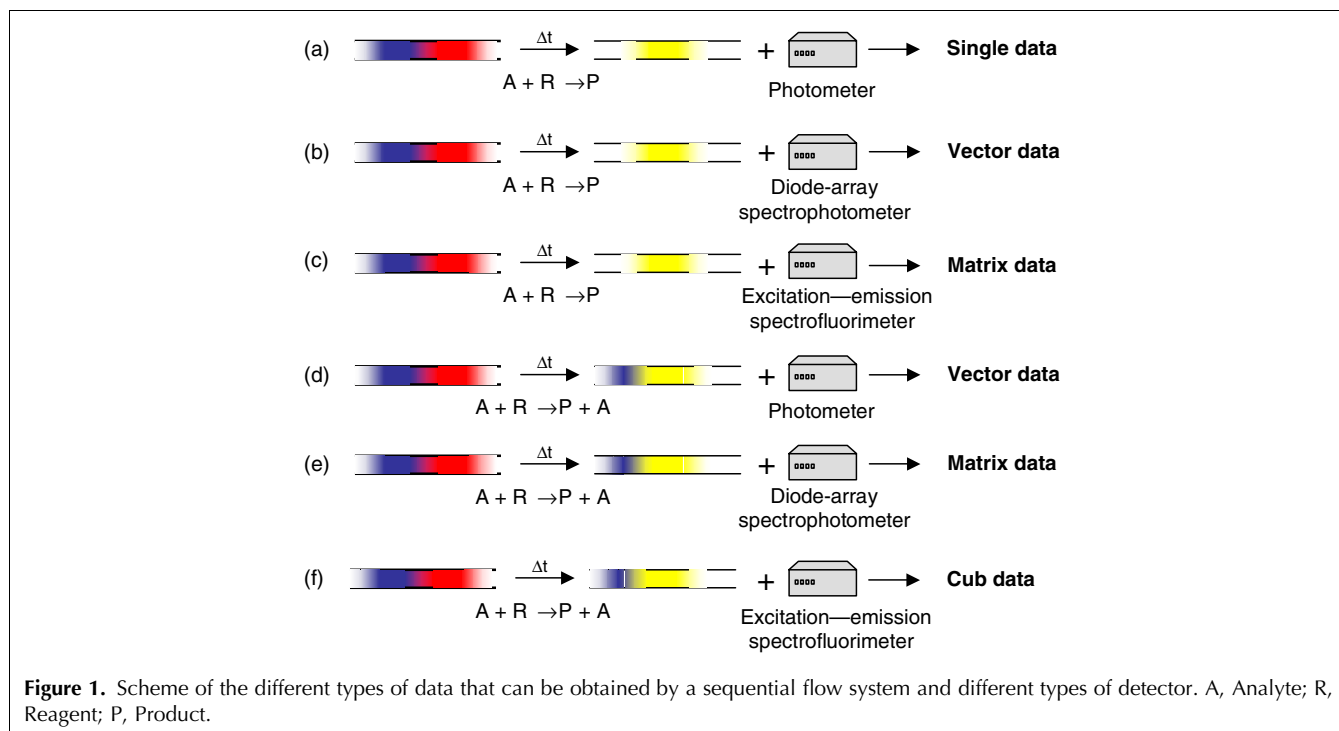 (a) Δt + Single data
A + R →P Photometer
(b) Δt + Vector data
A + R →P Diode-array
spectrophotometer
(c) Δt + Matrix data
A + R →P Excitation—emission
spectrofluorimeter
(d) Δt + Vector data
A + R →P + A Photometer
(e) Δt + Matrix data
A + R →P + A Diode-array
spectrophotometer
(f) Δt + Cub data
A + R →P + A Excitation—emission
spectrofluorimeter
Figure 1. Scheme of the different types of data that can be obtained by a sequential flow system and different types of detector. A, Analyte; R,
Reagent; P, Product.